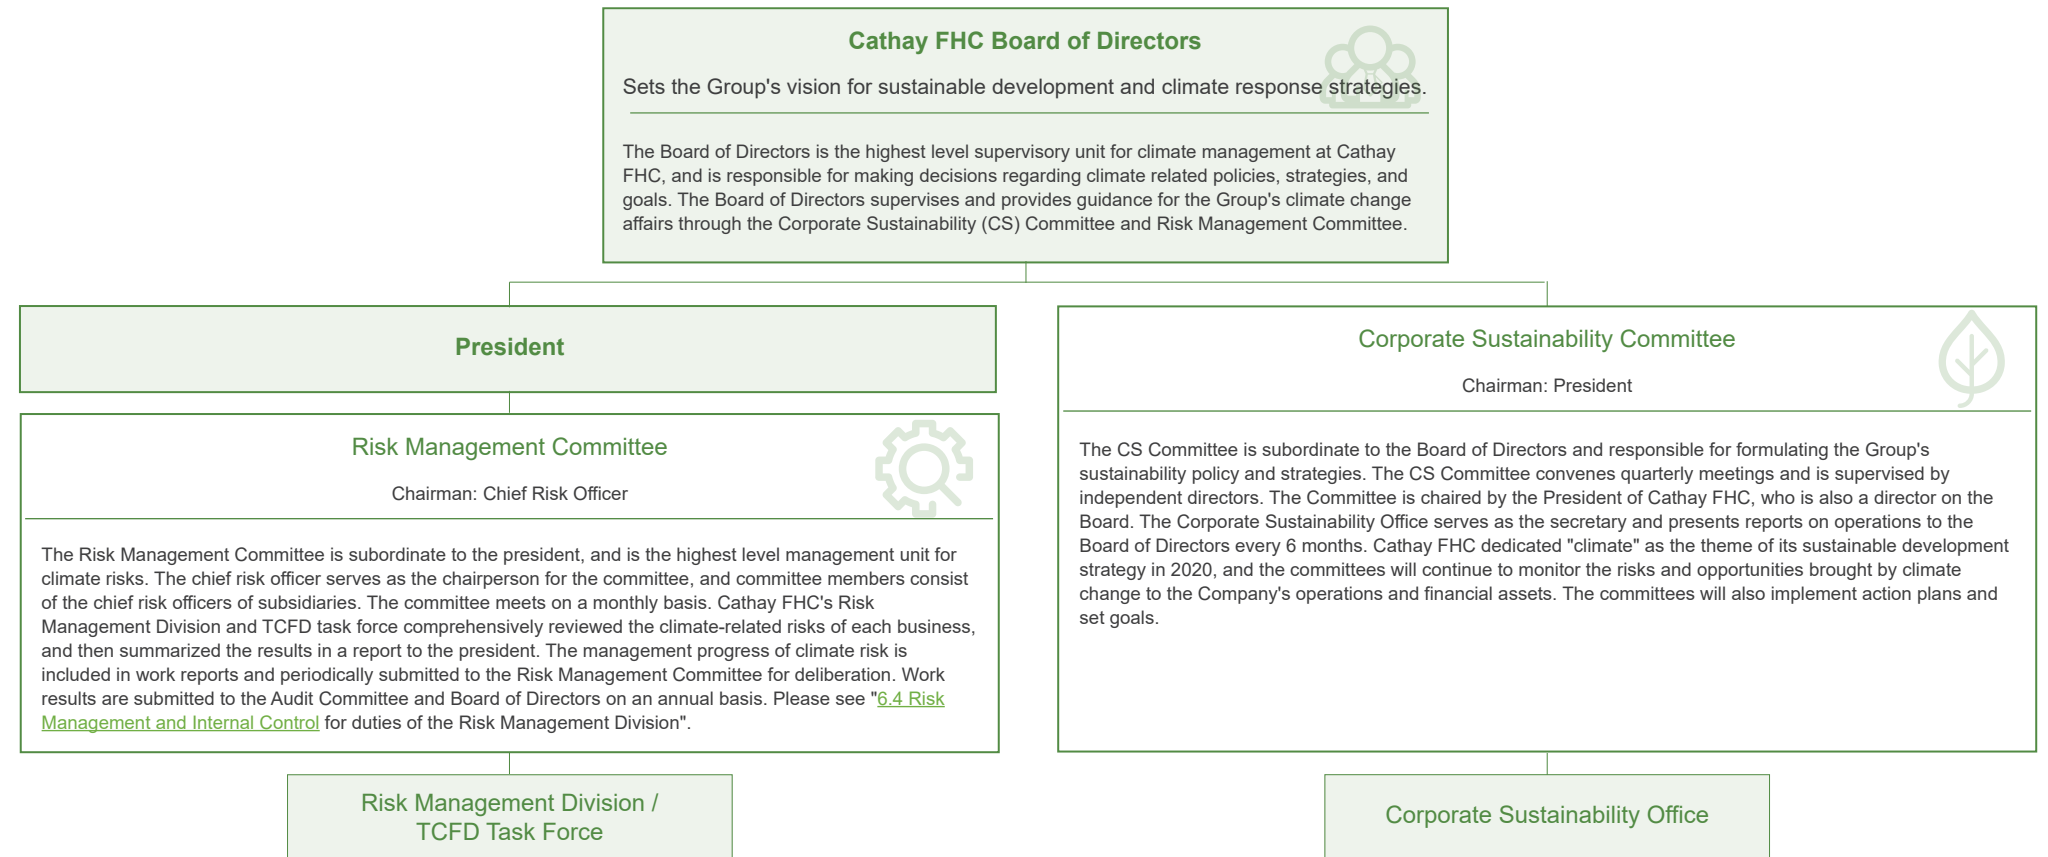 Cathay FHC Board of Directors
Sets the Group's vision for sustainable development and climate response strategies.
The Board of Directors is the highest level supervisory unit for climate management at Cathay
FHC, and is responsible for making decisions regarding climate related policies, strategies, and
goals. The Board of Directors supervises and provides guidance for the Group's climate change
affairs through the Corporate Sustainability (CS) Committee and Risk Management Committee.
President
Risk Management Committee
Chairman: Chief Risk Officer
The Risk Management Committee is subordinate to the president, and is the highest level management unit for
climate risks. The chief risk officer serves as the chairperson for the committee, and committee members consist
of the chief risk officers of subsidiaries. The committee meets on a monthly basis. Cathay FHC's Risk
Management Division and TCFD task force comprehensively reviewed the climate-related risks of each business,
and then summarized the results in a report to the president. The management progress of climate risk is
included in work reports and periodically submitted to the Risk Management Committee for deliberation. Work
results are submitted to the Audit Committee and Board of Directors on an annual basis. Please see "6.4 Risk
Management and Internal Control for duties of the Risk Management Division".
Risk Management Division /
TCFD Task Force
Corporate Sustainability Committee
Chairman: President
The CS Committee is subordinate to the Board of Directors and responsible for formulating the Group's
sustainability policy and strategies. The CS Committee convenes quarterly meetings and is supervised by
independent directors. The Committee is chaired by the President of Cathay FHC, who is also a director on the
Board. The Corporate Sustainability Office serves as the secretary and presents reports on operations to the
Board of Directors every 6 months. Cathay FHC dedicated "climate" as the theme of its sustainable development
strategy in 2020, and the committees will continue to monitor the risks and opportunities brought by climate
change to the Company's operations and financial assets. The committees will also implement action plans and
set goals.
Corporate Sustainability Office